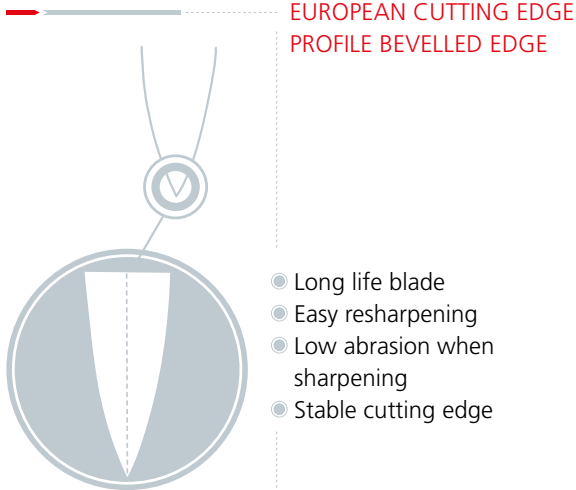 EUROPEAN CUTTING EDGE
PROFILE BEVELLED EDGE
Long life blade
Easy resharpening
Low abrasion when
sharpening
Stable cutting edge